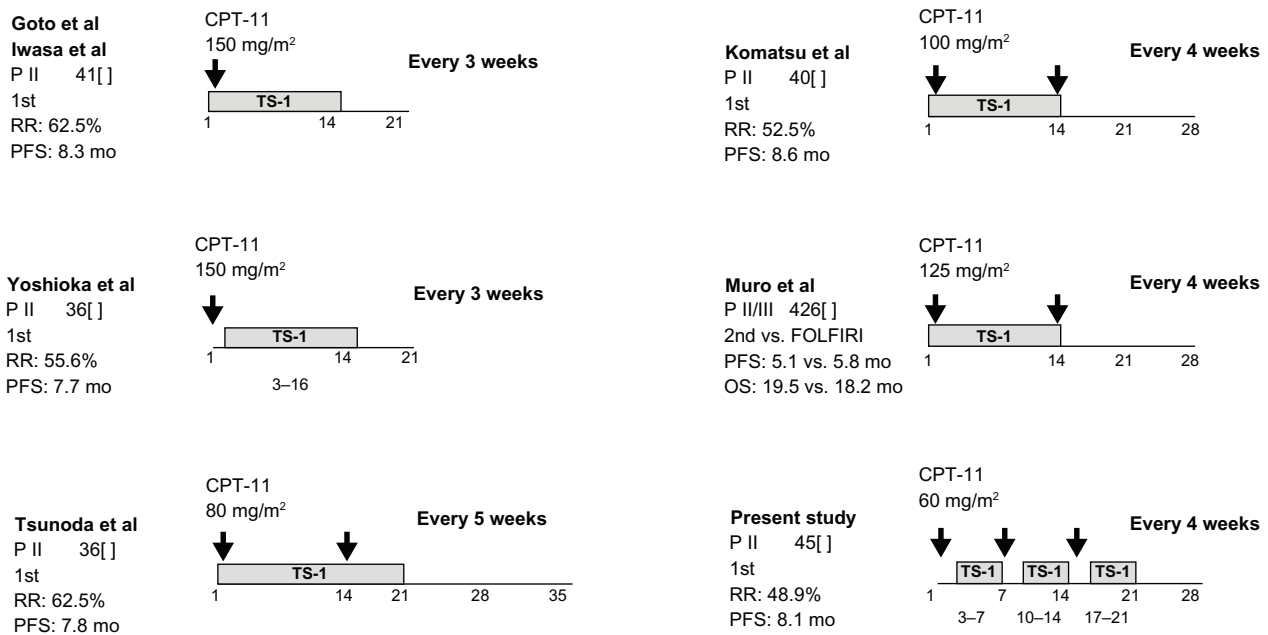 Goto et al
Iwasa et al
P II 41[ ]
1st
RR: 62.5%
PFS: 8.3 mo
CPT-11
150 mg/m²
Every 3 weeks
TS-1
1 14 21
Komatsu et al
P II 40[ ]
1st
RR: 52.5%
PFS: 8.6 mo
CPT-11
100 mg/m²
Every 4 weeks
TS-1
1 14 21 28
Yoshioka et al
P II 36[ ]
1st
RR: 55.6%
PFS: 7.7 mo
CPT-11
150 mg/m²
Every 3 weeks
TS-1
1 14 21
3–16
Muro et al
P II/III 426[ ]
2nd vs. FOLFIRI
PFS: 5.1 vs. 5.8 mo
OS: 19.5 vs. 18.2 mo
CPT-11
125 mg/m²
Every 4 weeks
TS-1
1 14 21 28
Tsunoda et al
P II 36[ ]
1st
RR: 62.5%
PFS: 7.8 mo
CPT-11
80 mg/m²
Every 5 weeks
TS-1
1 14 21 28 35
Present study
P II 45[ ]
1st
RR: 48.9%
PFS: 8.1 mo
CPT-11
60 mg/m²
Every 4 weeks
TS-1 TS-1 TS-1
1 7 14 21 28
3–7 10–14 17–21